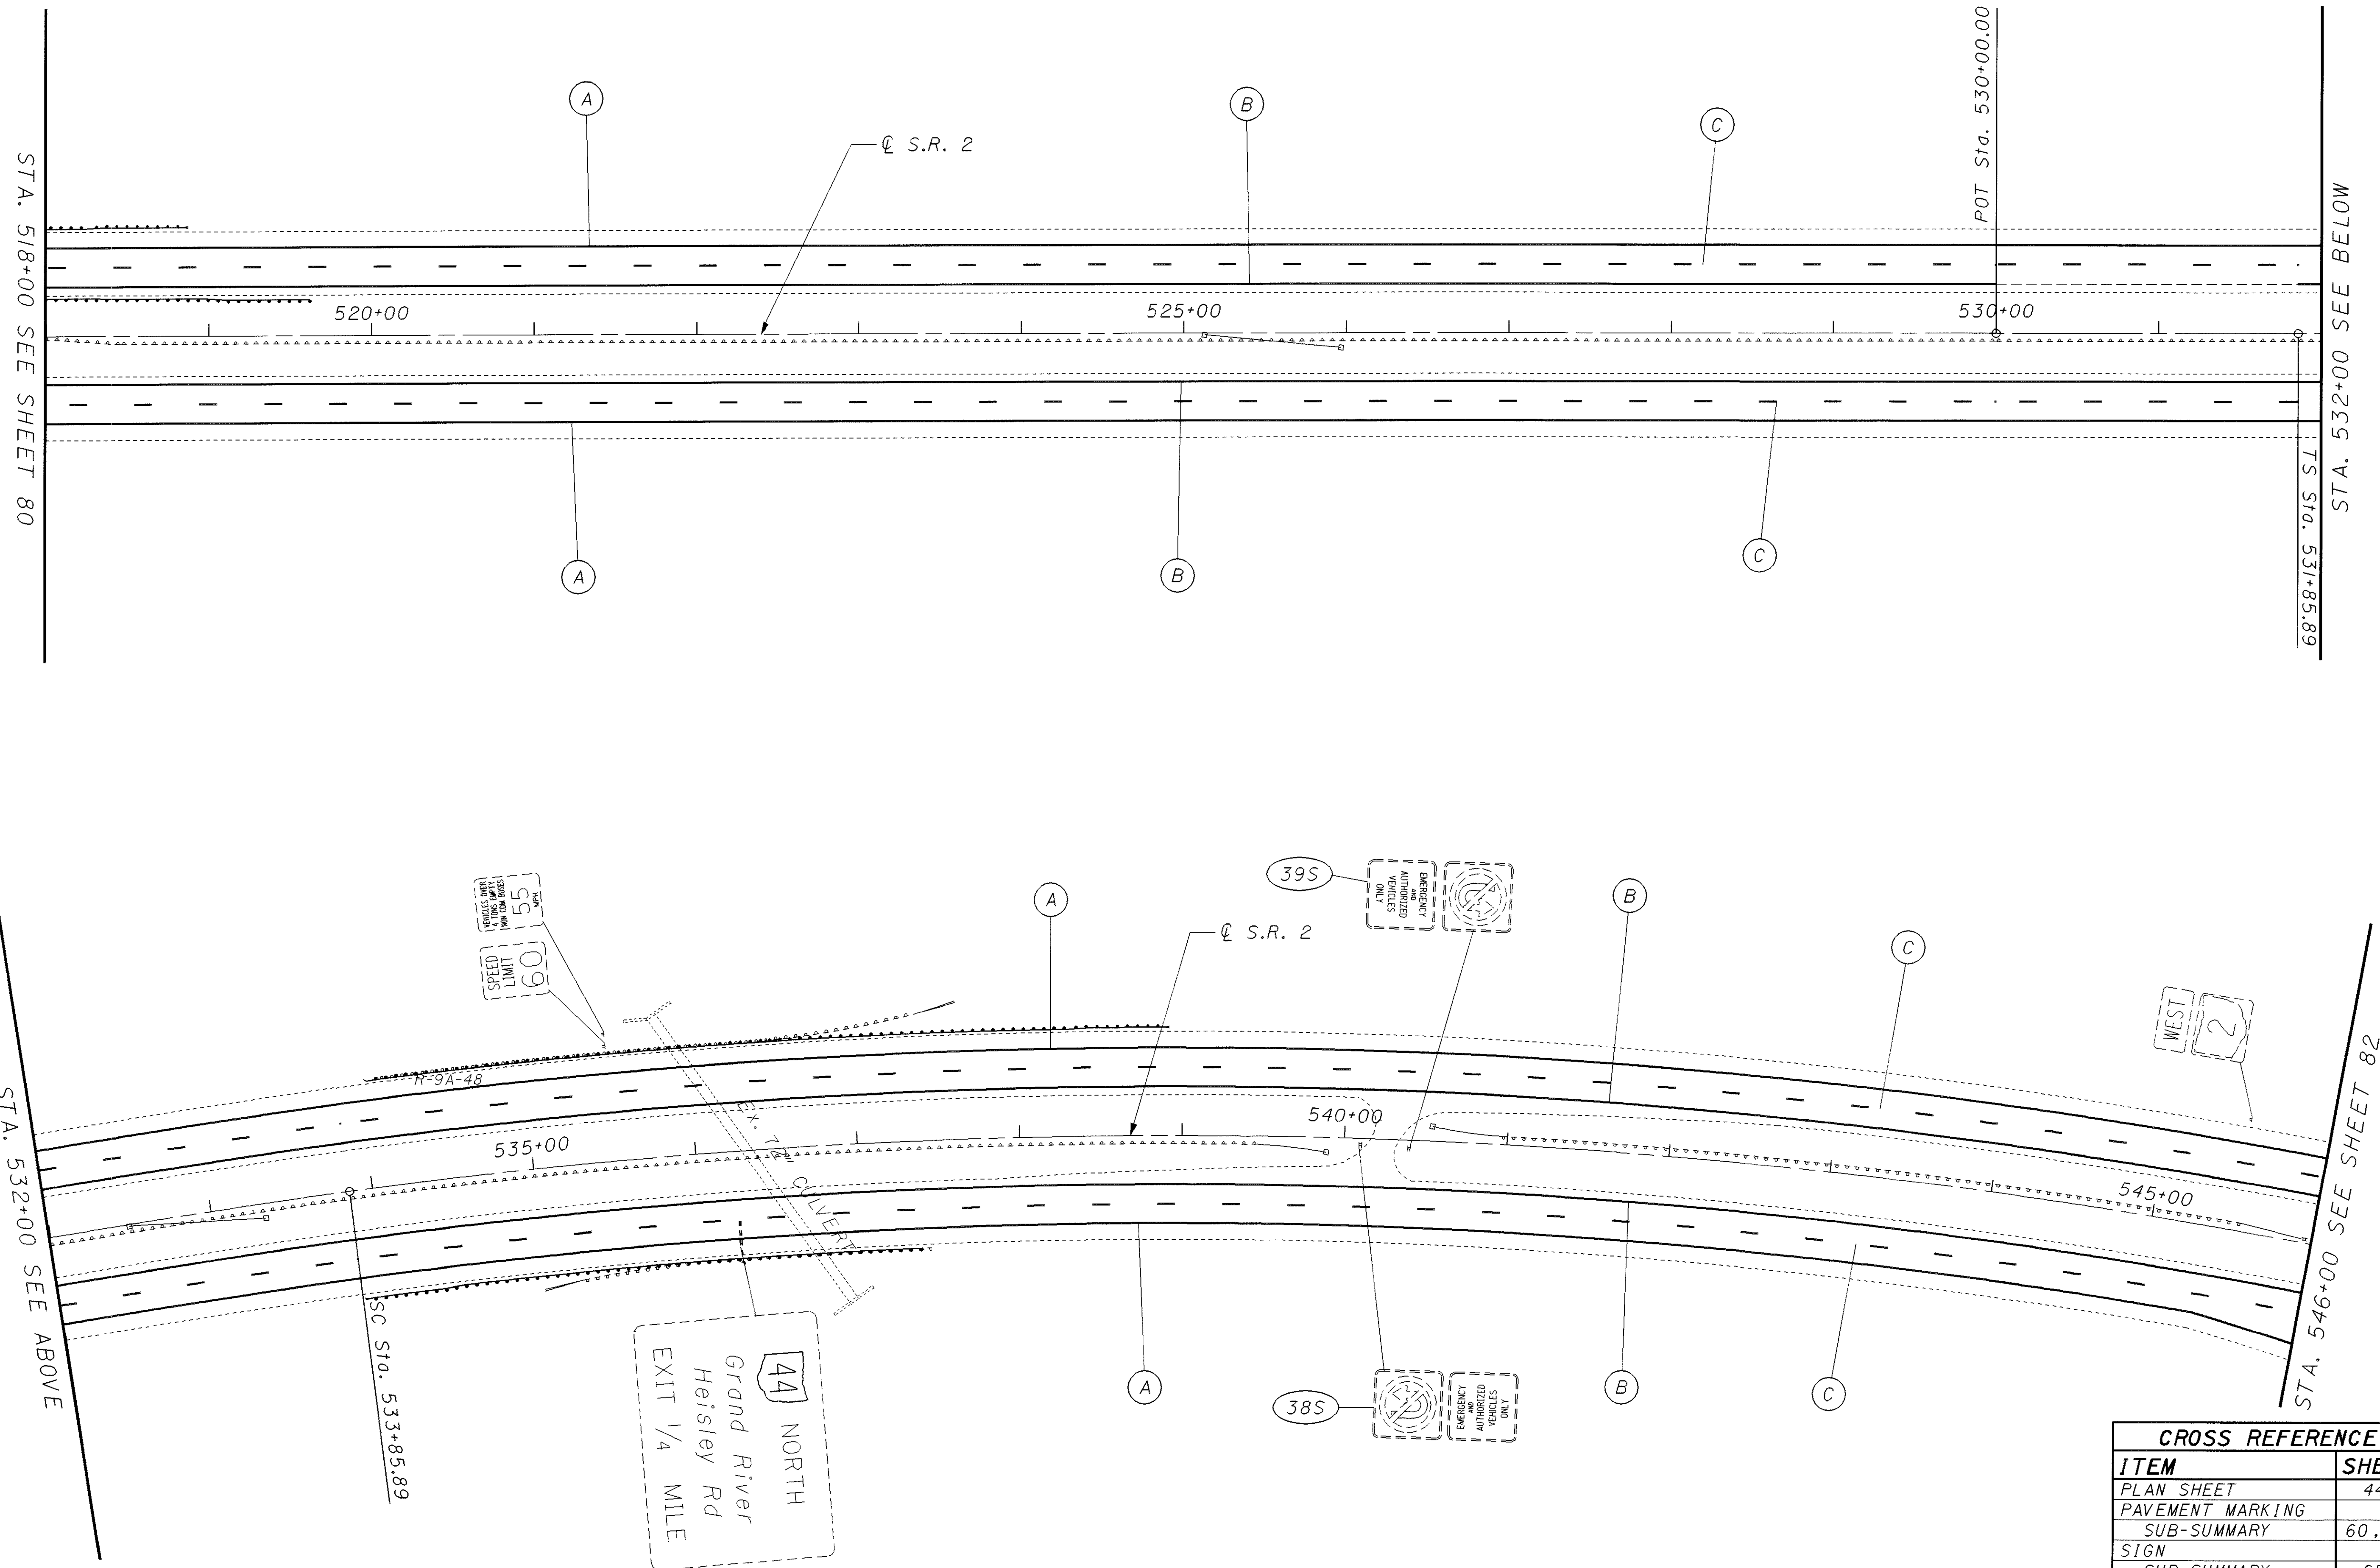 STA. 518+00 SEE SHEET 80
A
B
C
℄ S.R. 2
POT Sta. 530+00.00
520+00
525+00
530+00
STA. 532+00 SEE BELOW
TS Sta. 531+85.89
A
B
C
STA. 532+00 SEE ABOVE
VEHICLES OVER
4 TONS EMPTY
NON COM BUSES
55
MPH
SPEED
LIMIT
60
R-9A-48
A
℄ S.R. 2
39S
EMERGENCY
AND
AUTHORIZED
VEHICLES
ONLY
B
C
WEST
2
535+00
540+00
545+00
EX. 72" CULVERT
SC Sta. 533+85.89
44 NORTH
Grand River
Heisley Rd
EXIT 1/4 MILE
A
38S
EMERGENCY
AND
AUTHORIZED
VEHICLES
ONLY
B
C
STA. 546+00 SEE SHEET 82
CROSS REFERENCE
ITEM
PLAN SHEET 44
PAVEMENT MARKING
SUB-SUMMARY 60,
SIGN